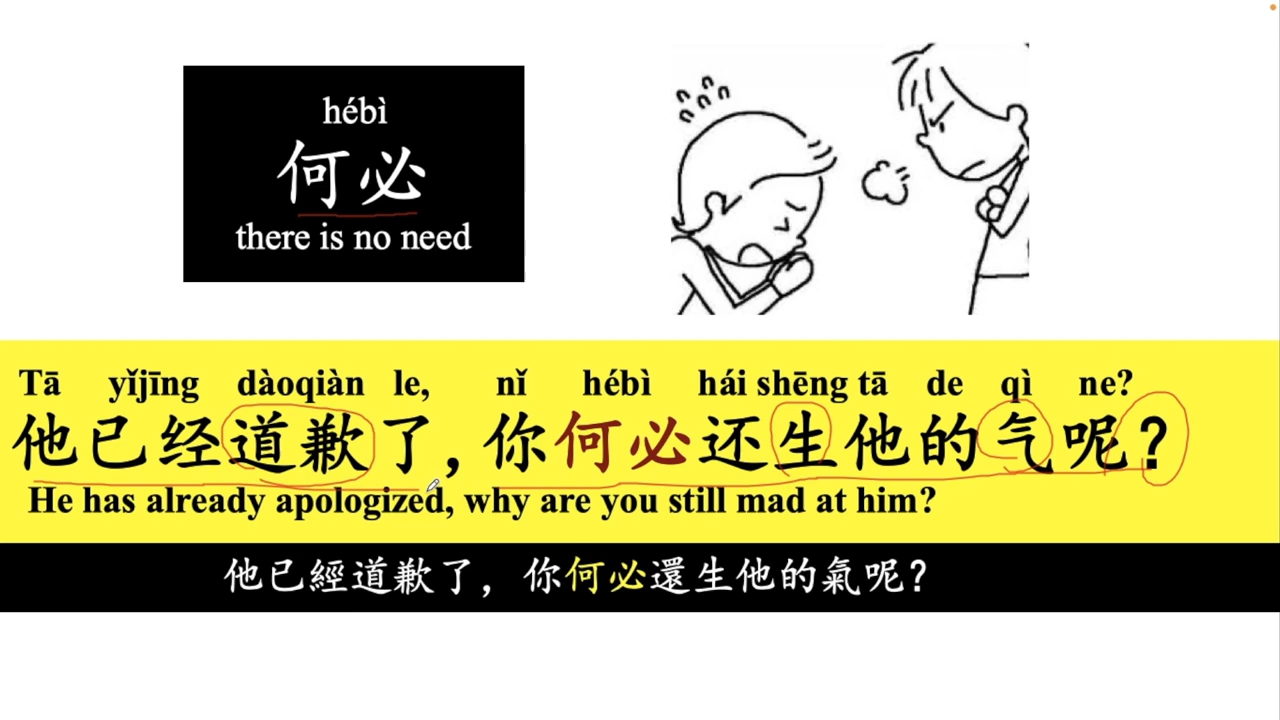 hébì
何必
there is no need
Tā yǐjīng dàoqiàn le, nǐ hébì hái shēng tā de qì ne?
他已经道歉了,你何必还生他的气呢?
He has already apologized, why are you still mad at him?
他已經道歉了，你何必還生他的氣呢?